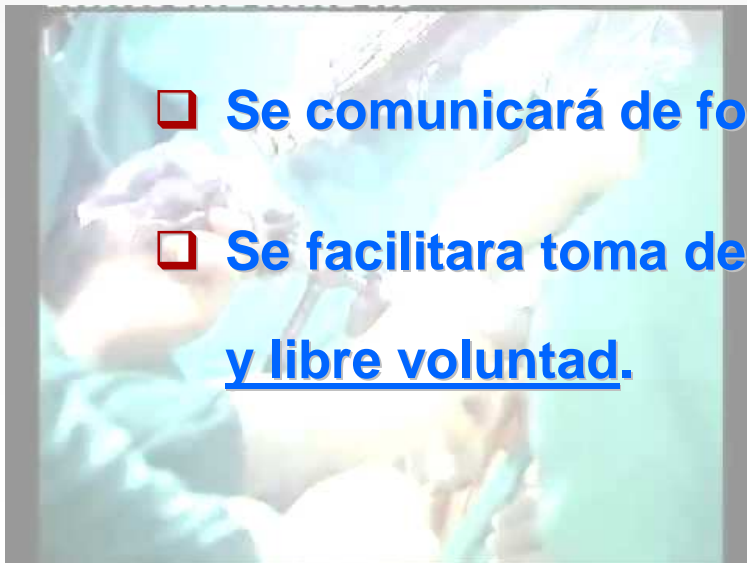 Se comunicará de fo
Se facilitara toma de
y libre voluntad.